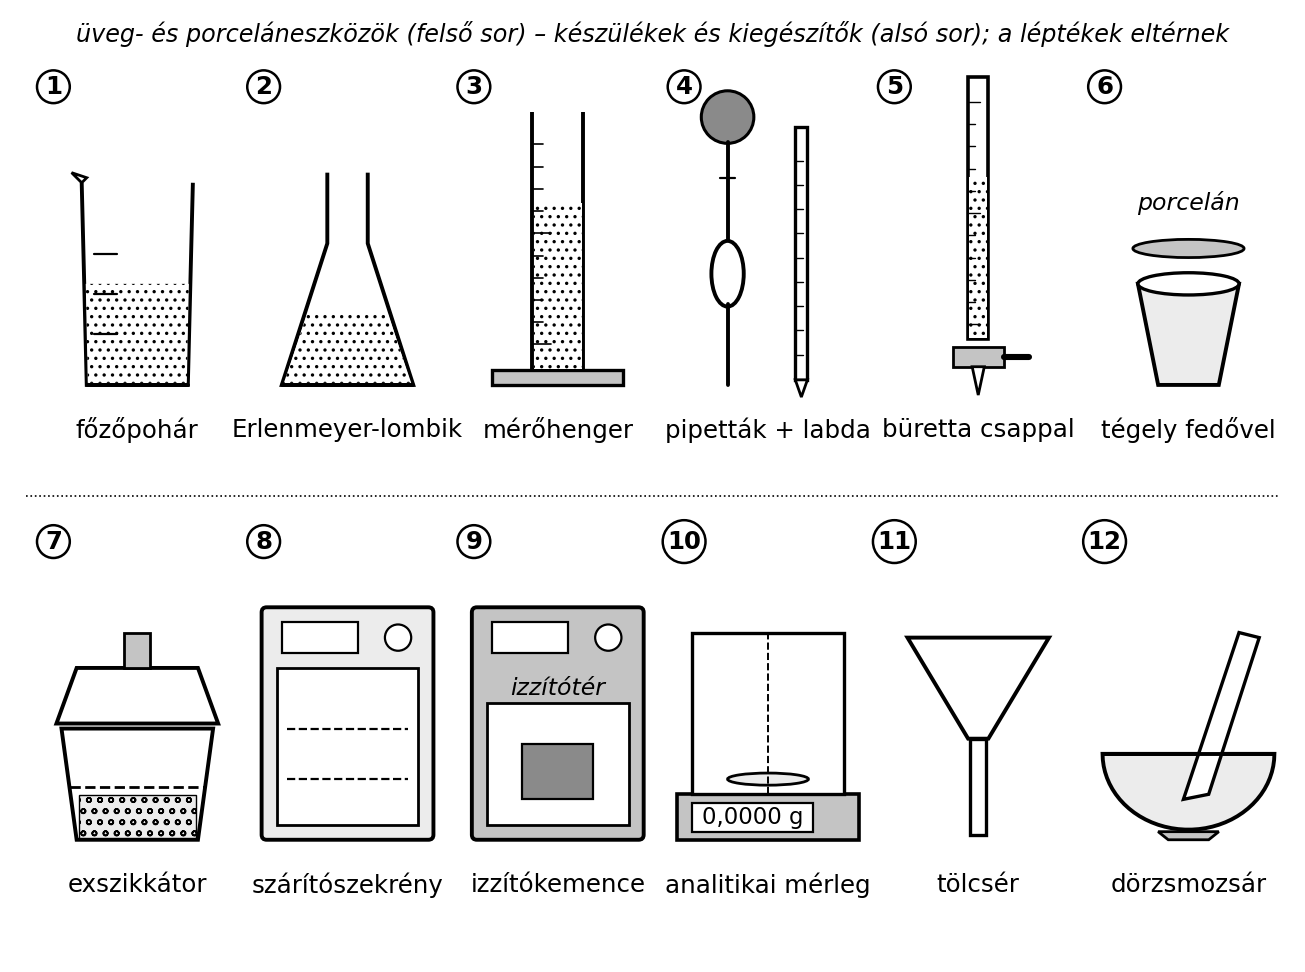 üveg- és porceláneszközök (felső sor) – készülékek és kiegészítők (alsó sor); a léptékek eltérnek
1 2 3 4 5 6
porcelán
főzőpohár Erlenmeyer-lombik mérőhenger pipetták + labda büretta csappal tégely fedővel
7 8 9 10 11 12
izzítótér
0,0000 g
exszikkátor szárítószekrény izzítókemence analitikai mérleg tölcsér dörzsmozsár